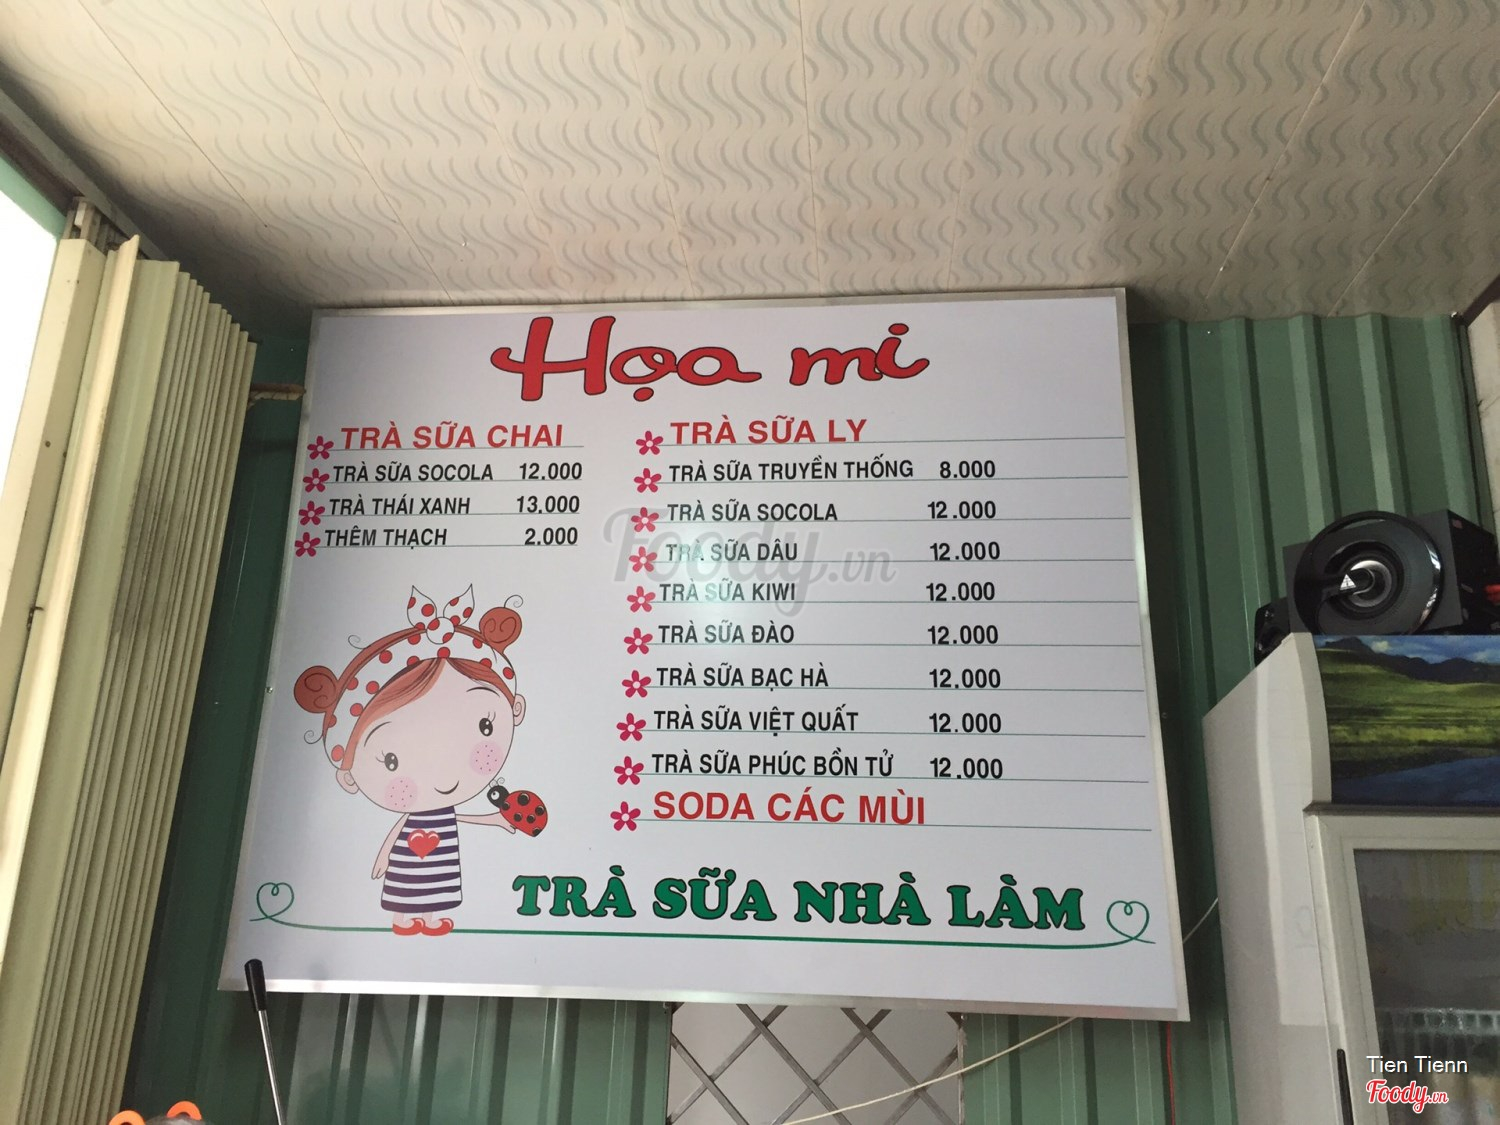 Họa mi
TRÀ SỮA CHAI
TRÀ SỮA SOCOLA 12.000
TRÀ THÁI XANH 13.000
THÊM THẠCH 2.000
TRÀ SỮA LY
TRÀ SỮA TRUYỀN THỐNG 8.000
TRÀ SỮA SOCOLA 12.000
TRÀ SỮA DÂU 12.000
TRÀ SỮA KIWI 12.000
TRÀ SỮA ĐÀO 12.000
TRÀ SỮA BẠC HÀ 12.000
TRÀ SỮA VIỆT QUẤT 12.000
TRÀ SỮA PHÚC BỒN TỬ 12.000
SODA CÁC MÙI
TRÀ SỮA NHÀ LÀM
Foody.vn
Tien Tienn
Foody.vn